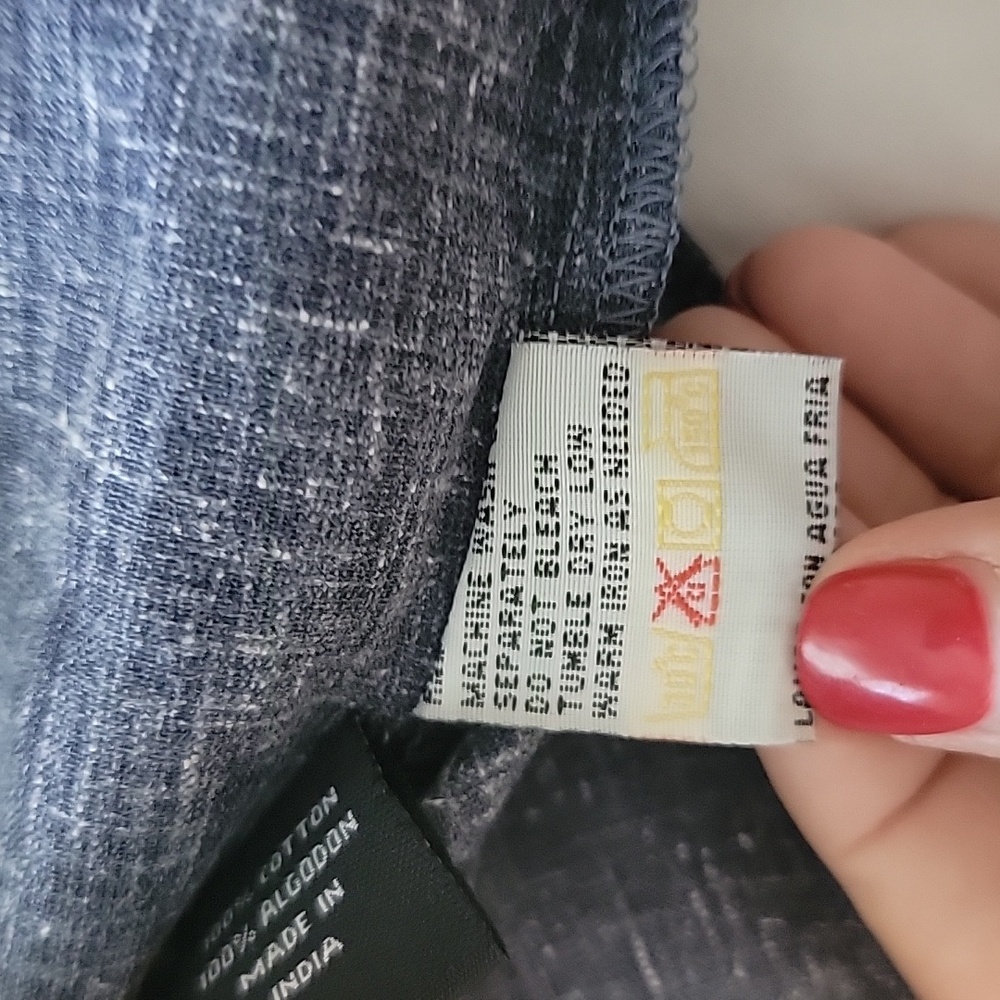 MACHINE WASH
SEPARATELY
DO NOT BLEACH
TUMBLE DRY LOW
WARM IRON AS NEEDED
AGUA FRIA
100% COTTON
100% ALGODON
MADE IN
INDIA